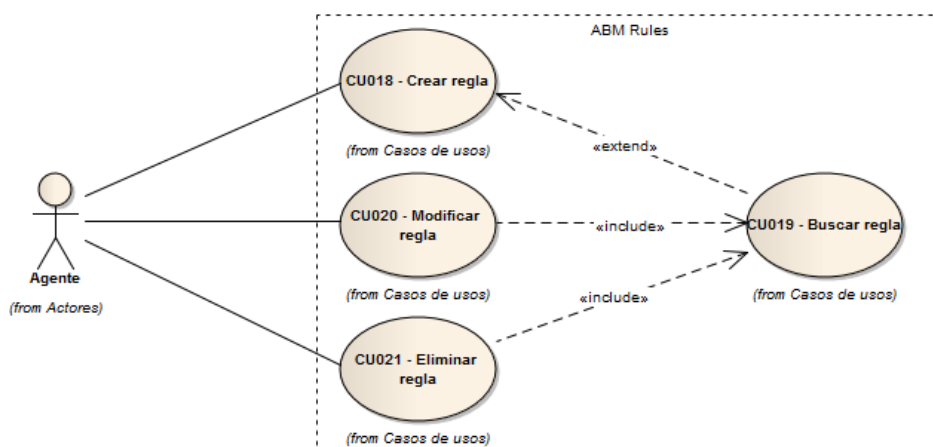 ABM Rules
CU018 - Crear regla
(from Casos de usos)
«extend»
CU020 - Modificar
regla
(from Casos de usos)
«include»
CU019 - Buscar regla
(from Casos de usos)
Agente
(from Actores)
«include»
CU021 - Eliminar
regla
(from Casos de usos)